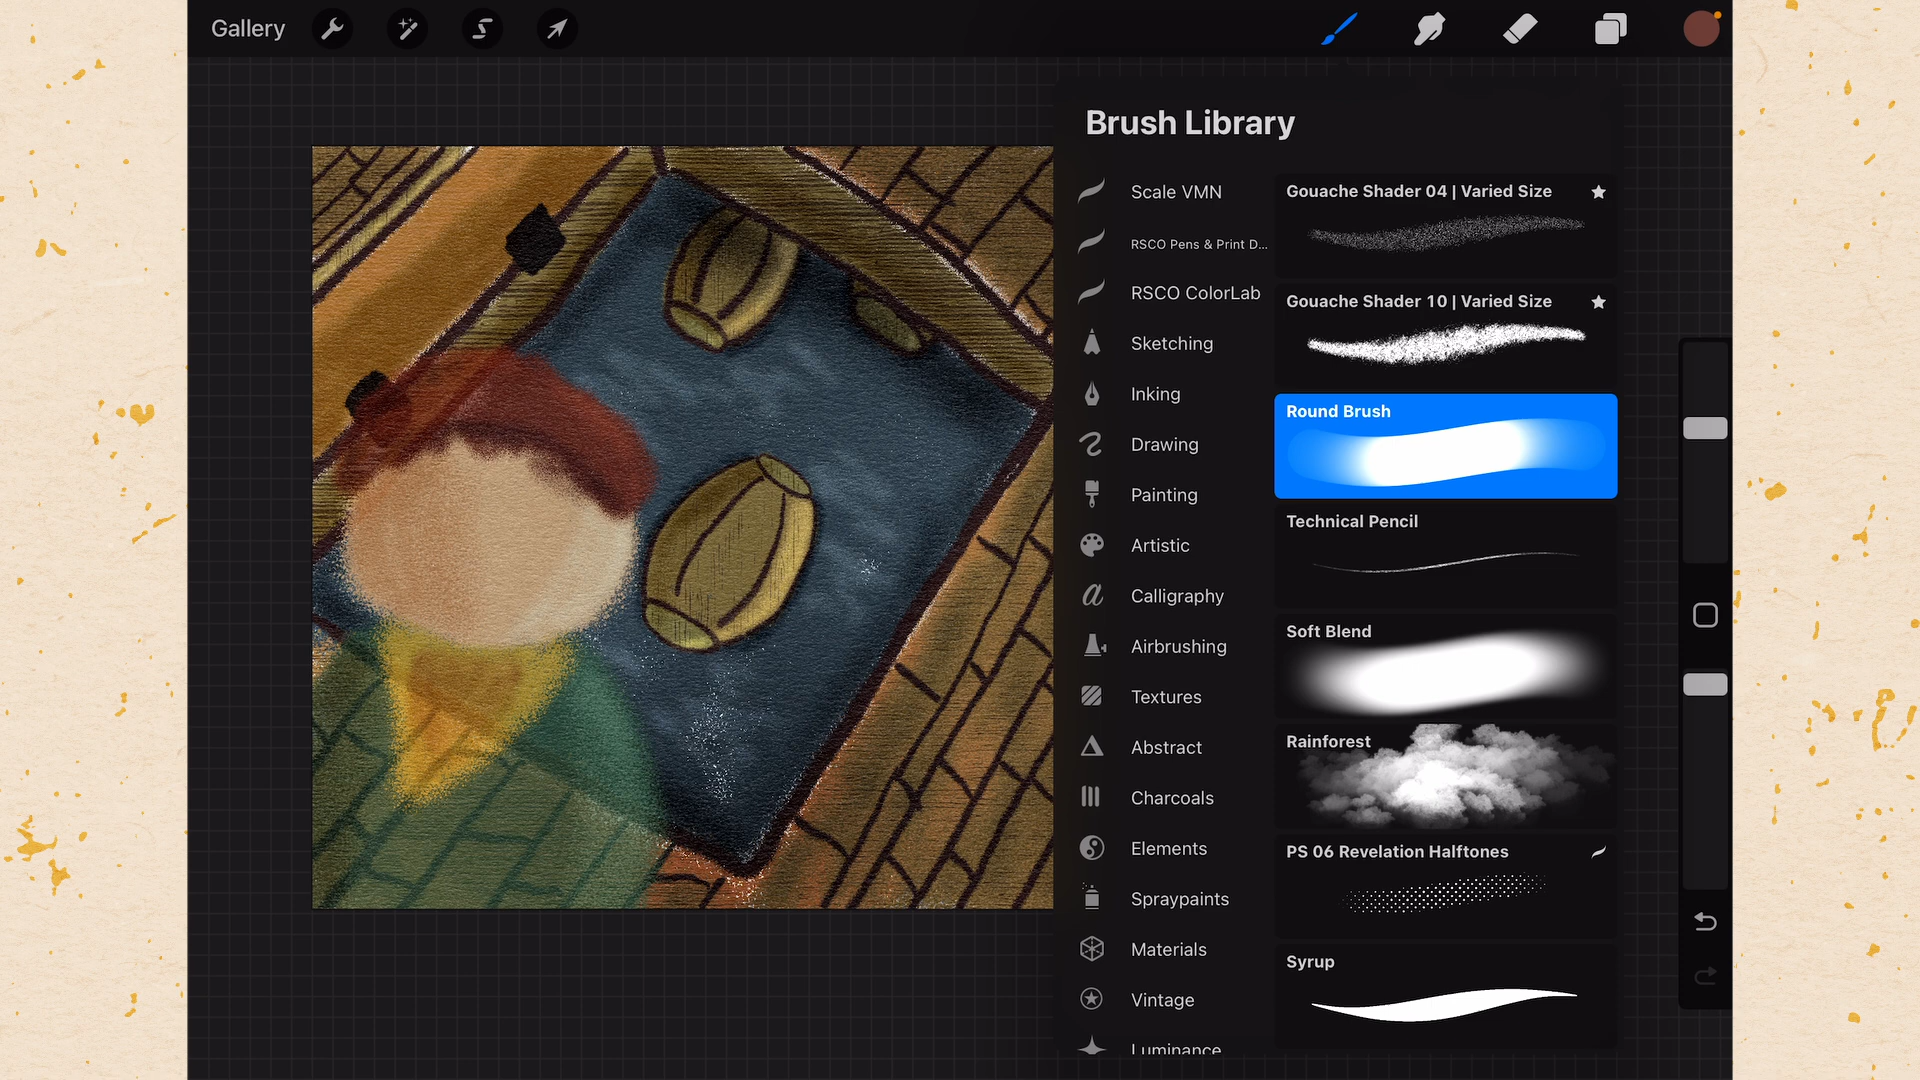 Gallery
Brush Library
Scale VMN
RSCO Pens & Print D...
RSCO ColorLab
Sketching
Inking
Drawing
Painting
Artistic
Calligraphy
Airbrushing
Textures
Abstract
Charcoals
Elements
Spraypaints
Materials
Vintage
Luminance
Gouache Shader 04 | Varied Size
Gouache Shader 10 | Varied Size
Round Brush
Technical Pencil
Soft Blend
Rainforest
PS 06 Revelation Halftones
Syrup